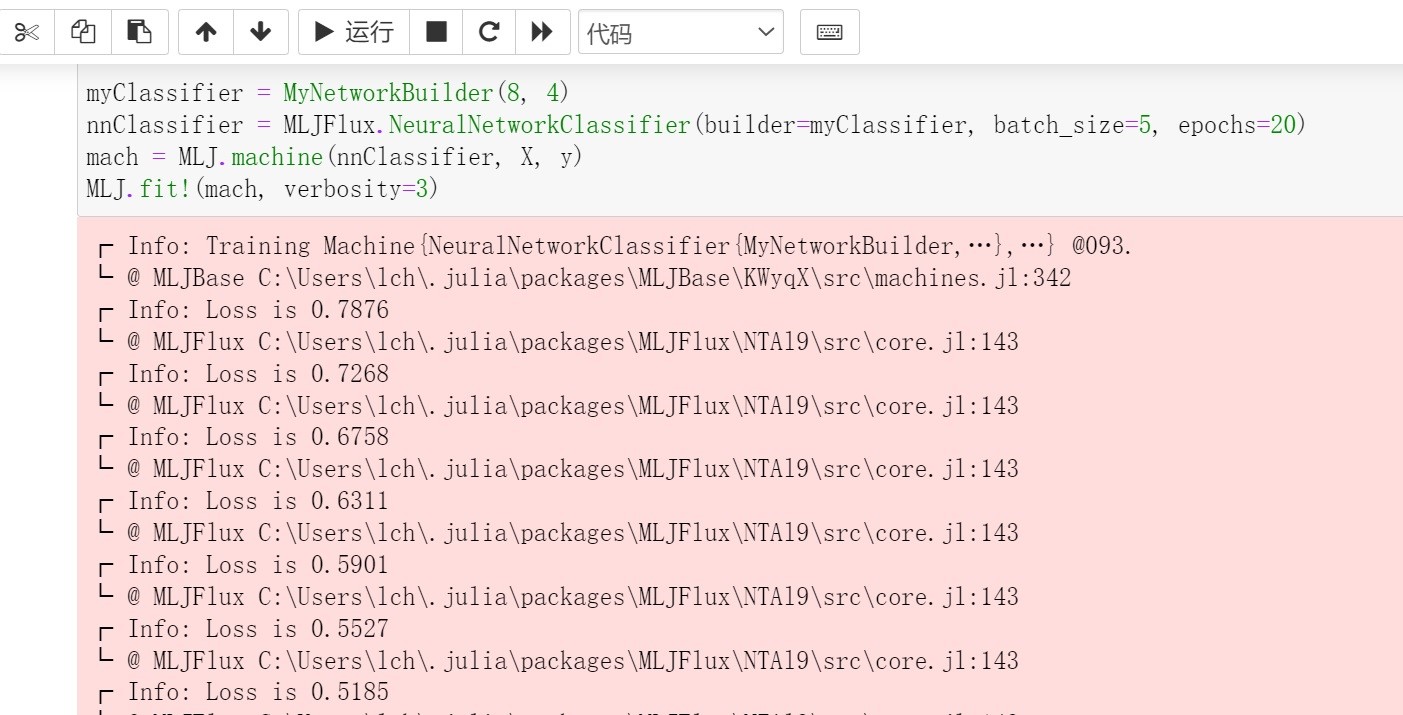 运行
代码
myClassifier = MyNetworkBuilder(8, 4)
nnClassifier = MLJFlux.NeuralNetworkClassifier(builder=myClassifier, batch_size=5, epochs=20)
mach = MLJ.machine(nnClassifier, X, y)
MLJ.fit!(mach, verbosity=3)
┌ Info: Training Machine{NeuralNetworkClassifier{MyNetworkBuilder,…},…} @093.
└ @ MLJBase C:\Users\lch\.julia\packages\MLJBase\KWyqX\src\machines.jl:342
┌ Info: Loss is 0.7876
└ @ MLJFlux C:\Users\lch\.julia\packages\MLJFlux\NTAl9\src\core.jl:143
┌ Info: Loss is 0.7268
└ @ MLJFlux C:\Users\lch\.julia\packages\MLJFlux\NTAl9\src\core.jl:143
┌ Info: Loss is 0.6758
└ @ MLJFlux C:\Users\lch\.julia\packages\MLJFlux\NTAl9\src\core.jl:143
┌ Info: Loss is 0.6311
└ @ MLJFlux C:\Users\lch\.julia\packages\MLJFlux\NTAl9\src\core.jl:143
┌ Info: Loss is 0.5901
└ @ MLJFlux C:\Users\lch\.julia\packages\MLJFlux\NTAl9\src\core.jl:143
┌ Info: Loss is 0.5527
└ @ MLJFlux C:\Users\lch\.julia\packages\MLJFlux\NTAl9\src\core.jl:143
┌ Info: Loss is 0.5185